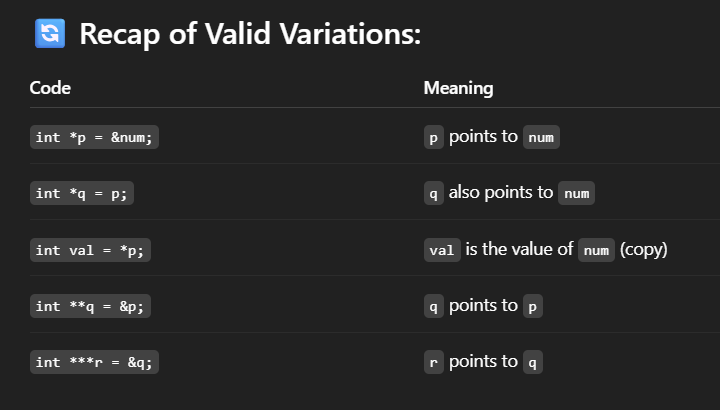 Recap of Valid Variations:
Code Meaning
int *p = &num; p points to num
int *q = p; q also points to num
int val = *p; val is the value of num (copy)
int **q = &p; q points to p
int ***r = &q; r points to q